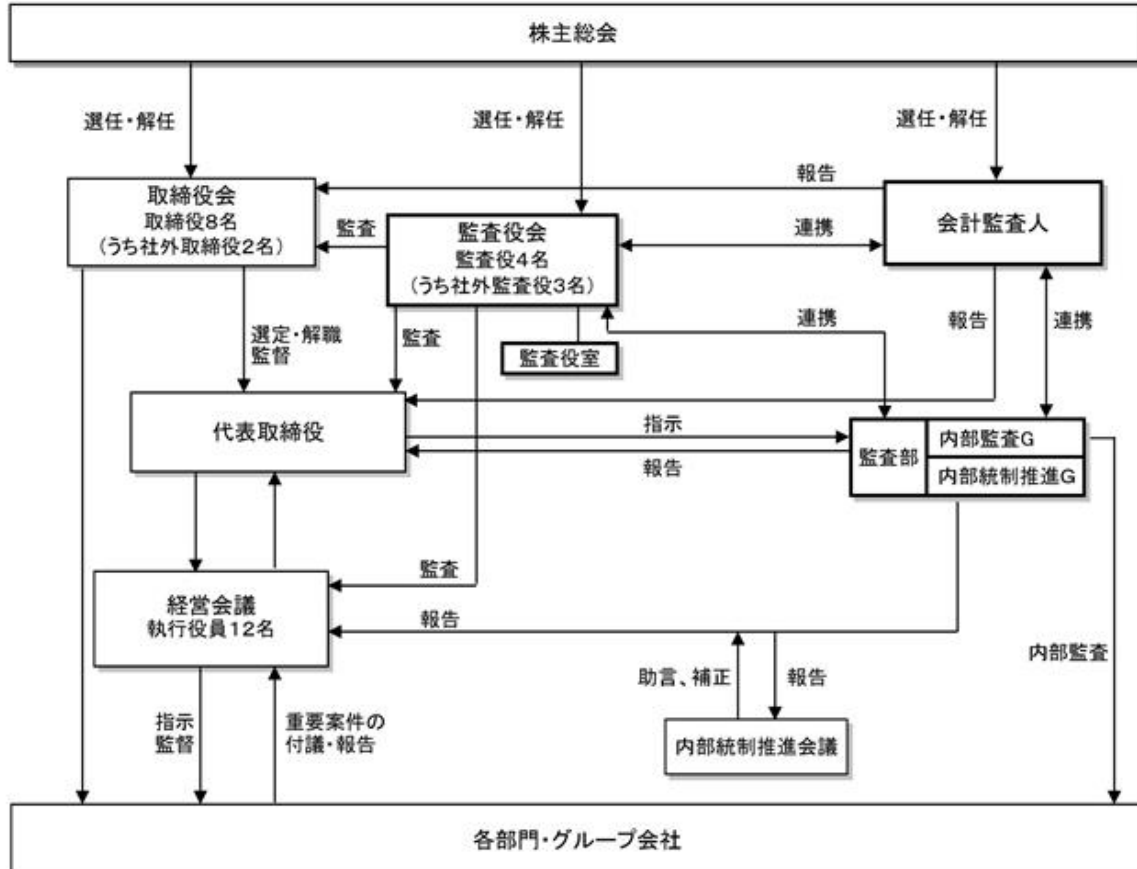 株主総会
選任・解任
選任・解任
選任・解任
取締役会
取締役8名
(うち社外取締役2名)
報告
会計監査人
監査
監査役会
監査役4名
(うち社外監査役3名)
連携
選定・解職
監督
監査
監査役室
連携
報告
連携
代表取締役
指示
報告
監査部
内部監査G
内部統制推進G
監査
経営会議
執行役員12名
報告
助言、補正
報告
内部監査
指示
監督
重要案件の
付議・報告
内部統制推進会議
各部門・グループ会社